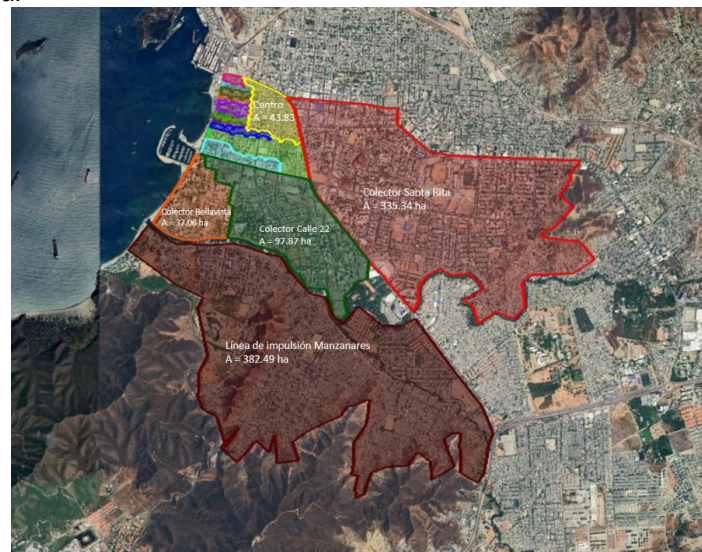 Centro
A = 43.83
Colector Santa Rita
A = 335.34 ha
Colector Bellavista
A = 37.06 ha
Colector Calle 22
A = 97.87 ha
Línea de impulsión Manzanares
A = 382.49 ha